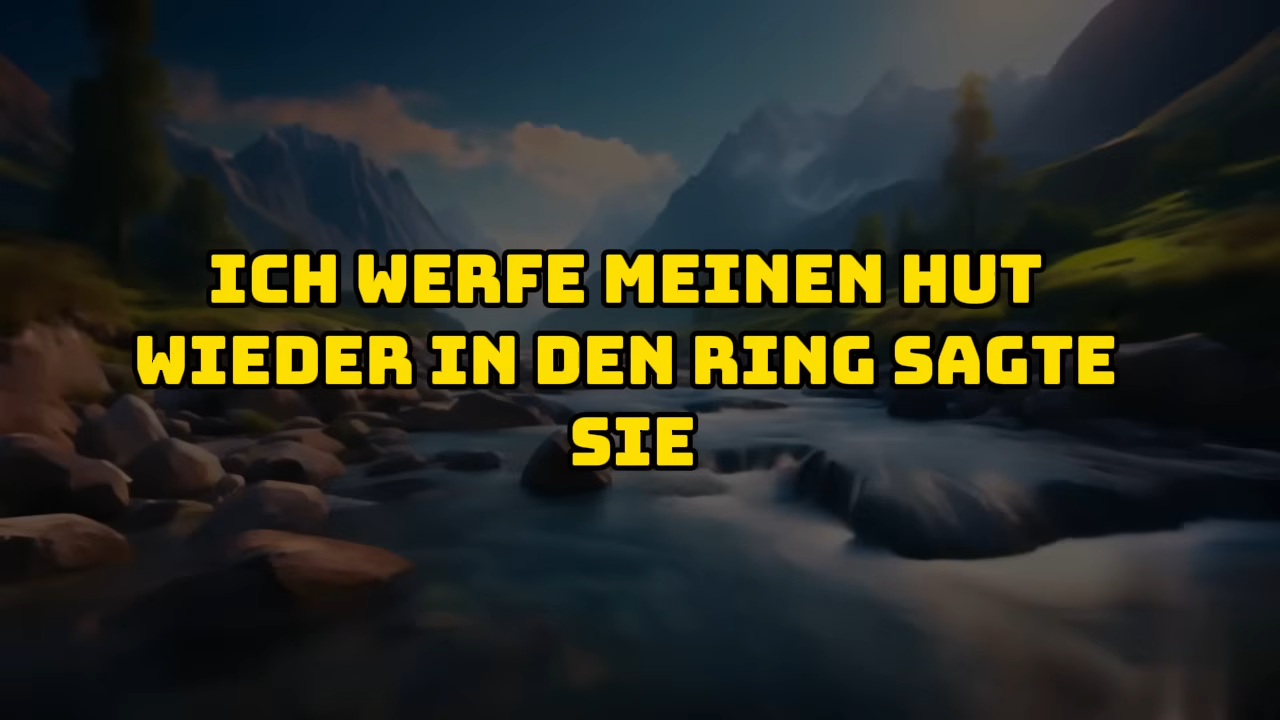 ICH WERFE MEINEN HUT
WIEDER IN DEN RING SAGTE
SIE